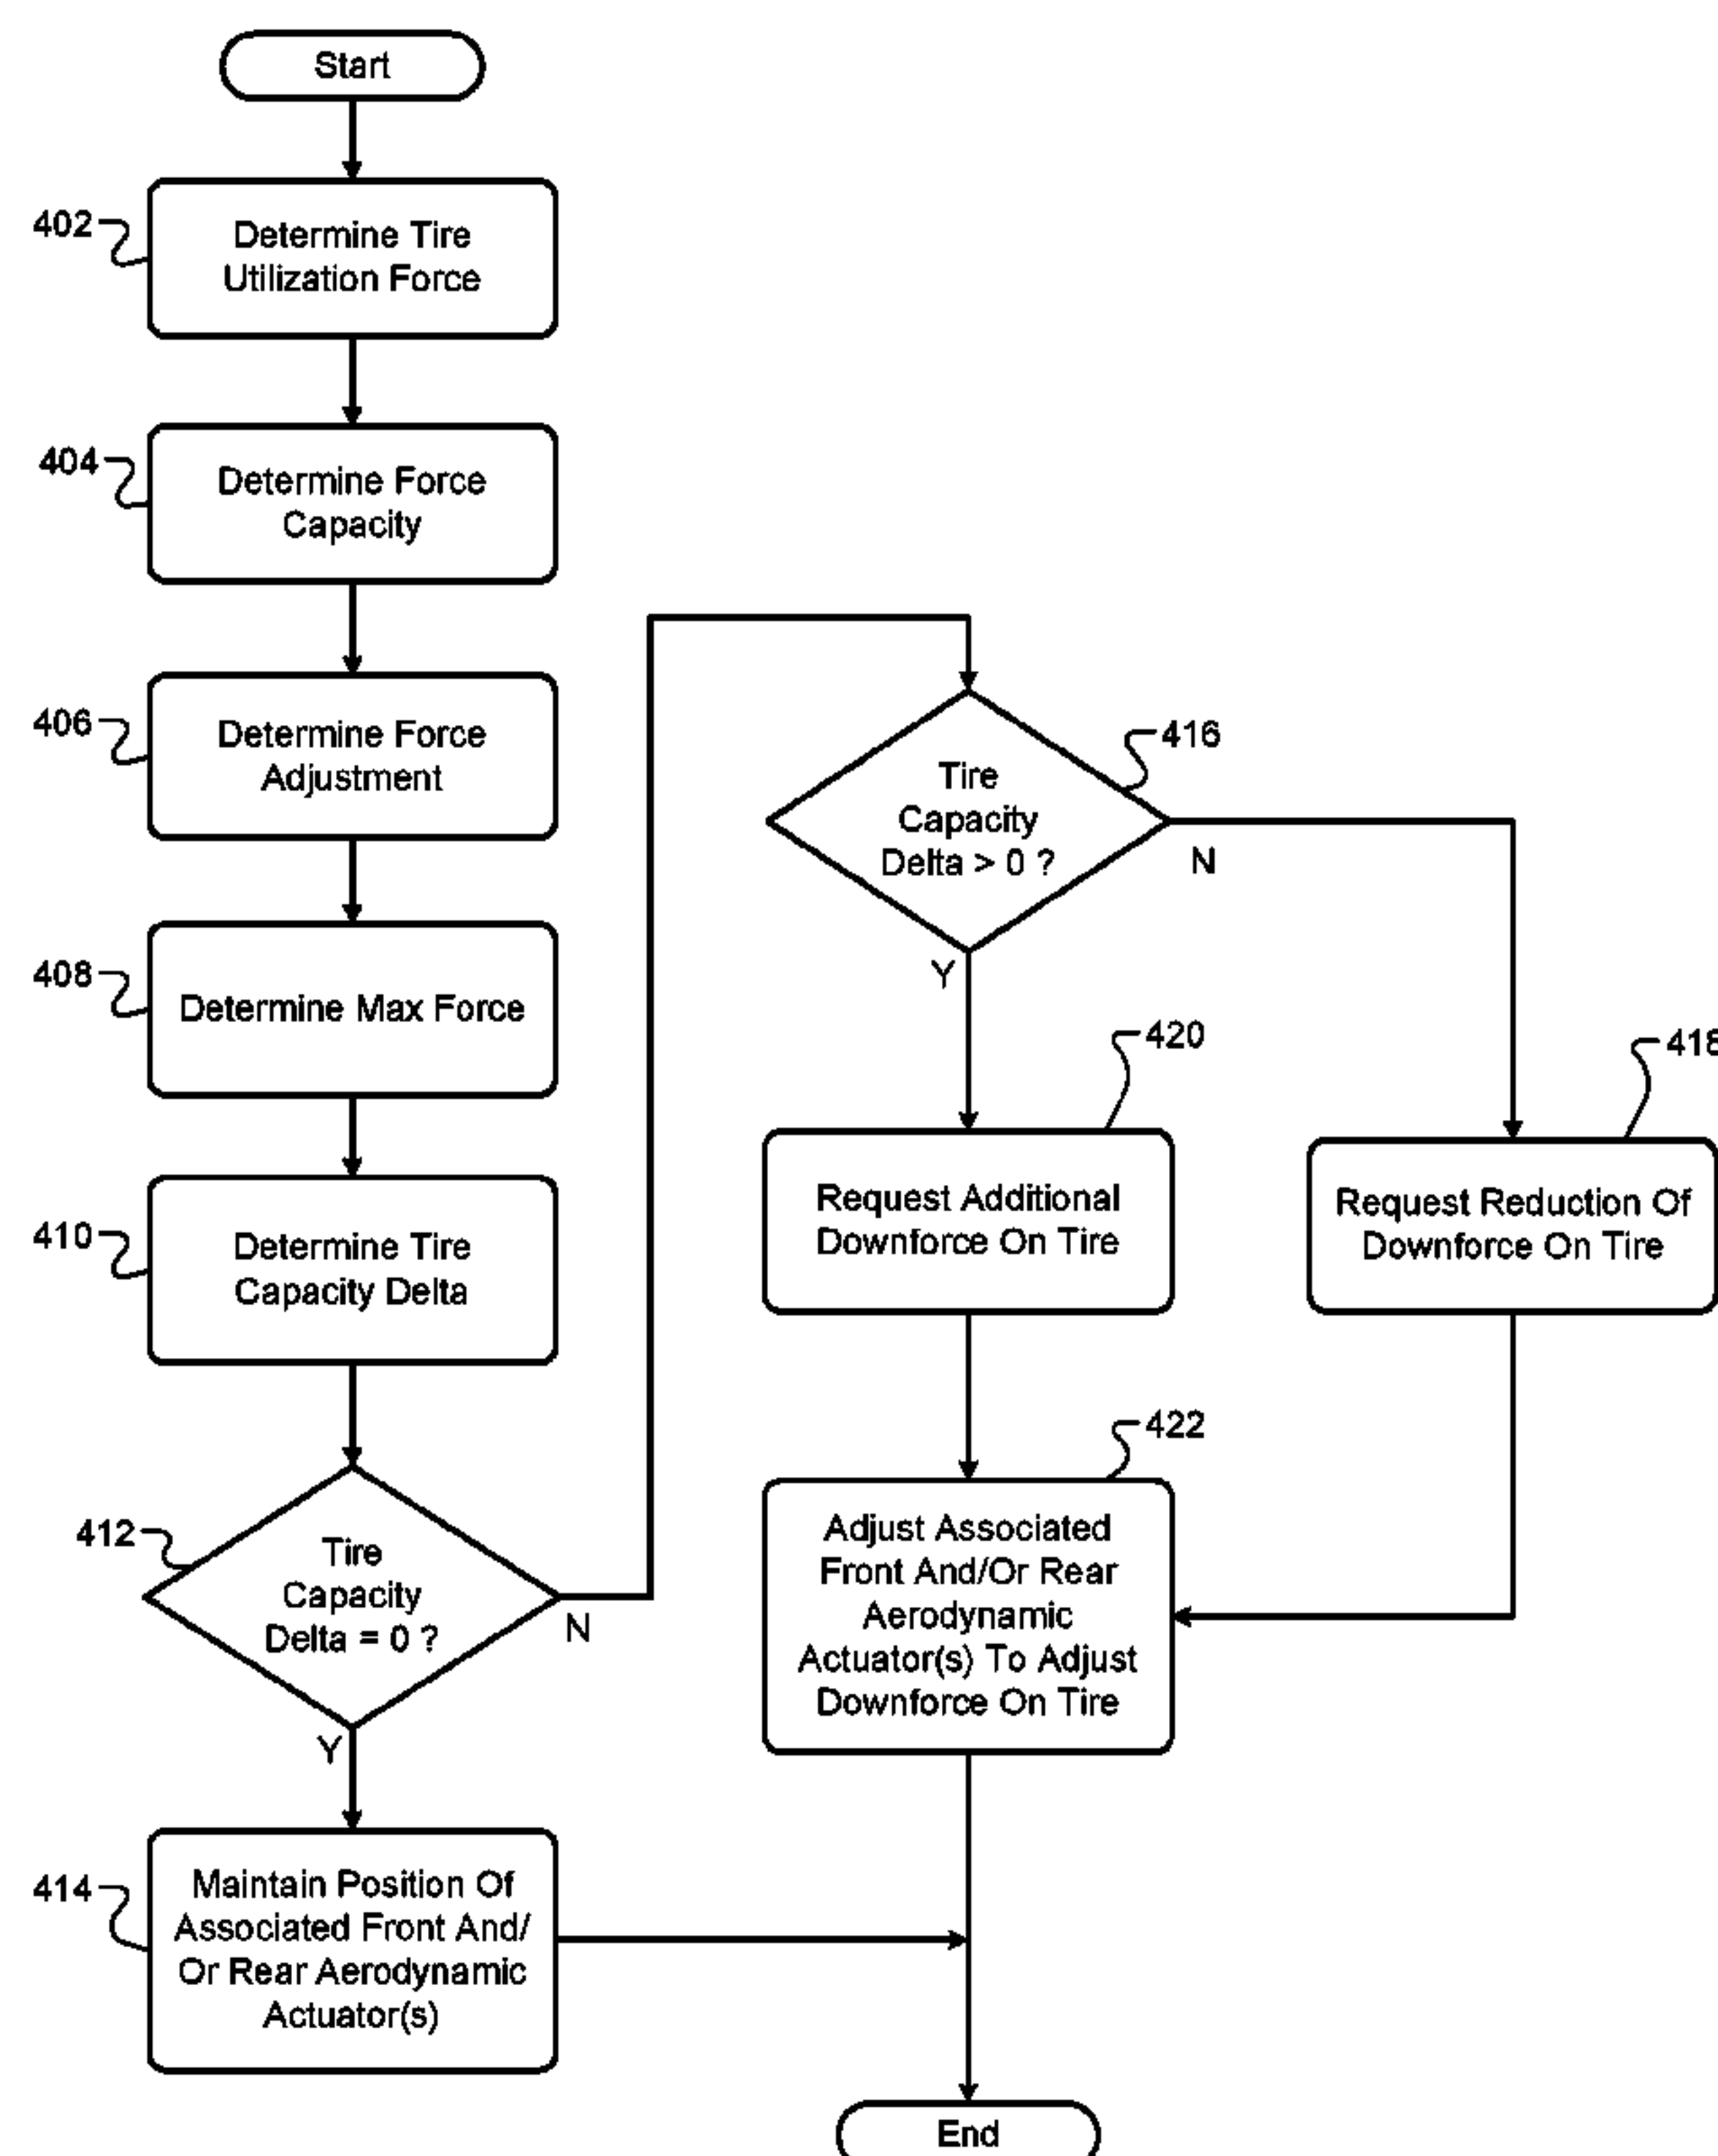 Start
402
Determine Tire
Utilization Force
404
Determine Force
Capacity
406
Determine Force
Adjustment
408
Determine Max Force
410
Determine Tire
Capacity Delta
412
Tire
Capacity
Delta = 0 ?
N
Y
414
Maintain Position Of
Associated Front And/
Or Rear Aerodynamic
Actuator(s)
416
Tire
Capacity
Delta > 0 ?
N
Y
420
Request Additional
Downforce On Tire
418
Request Reduction Of
Downforce On Tire
422
Adjust Associated
Front And/Or Rear
Aerodynamic
Actuator(s) To Adjust
Downforce On Tire
End